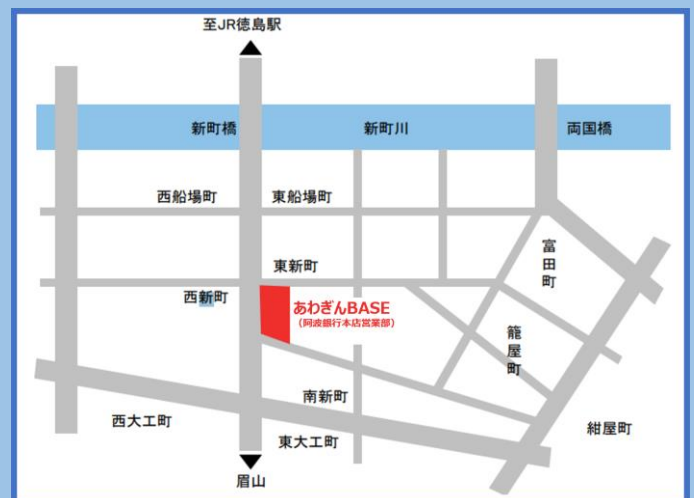 至JR徳島駅
新町橋
新町川
両国橋
西船場町
東船場町
富田町
東新町
西新町
あわぎんBASE
（阿波銀行本店営業部）
籠屋町
南新町
西大工町
東大工町
紺屋町
眉山